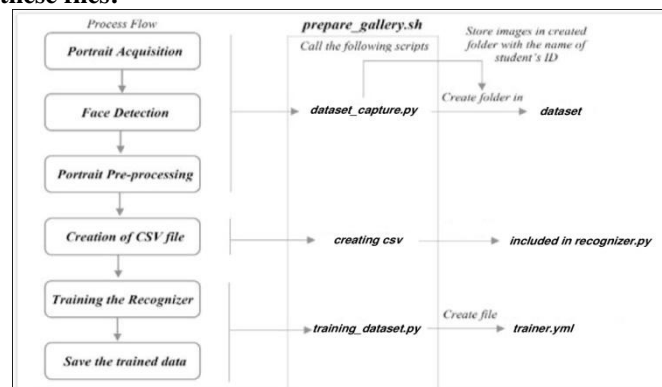 these files.
Process Flow
prepare_gallery.sh
Portrait Acquisition
Call the following scripts
Store images in created
folder with the name of
student's ID
Face Detection
dataset_capture.py
Create folder in
dataset
Portrait Pre-processing
Creation of CSV file
creating csv
included in recognizer.py
Training the Recognizer
training_dataset.py
Create file
trainer.yml
Save the trained data